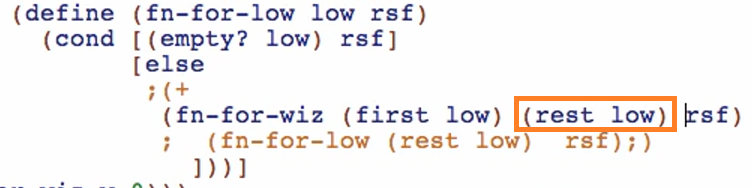 (define (fn-for-low low rsf)
(cond [(empty? low) rsf]
[else
;(+
(fn-for-wiz (first low) (rest low) rsf)
; (fn-for-low (rest low) rsf);)
]))]